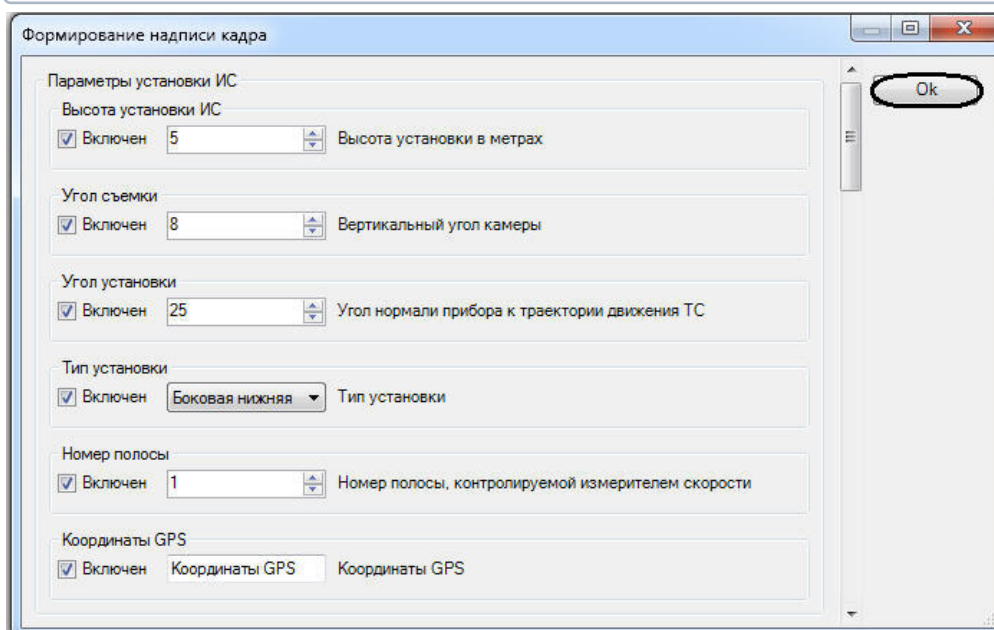 Формирование надписи кадра
Ok
Параметры установки ИС
Высота установки ИС
Включен 5 Высота установки в метрах
Угол съемки
Включен 8 Вертикальный угол камеры
Угол установки
Включен 25 Угол нормали прибора к траектории движения ТС
Тип установки
Включен Боковая нижняя Тип установки
Номер полосы
Включен 1 Номер полосы, контролируемой измерителем скорости
Координаты GPS
Включен Координаты GPS Координаты GPS